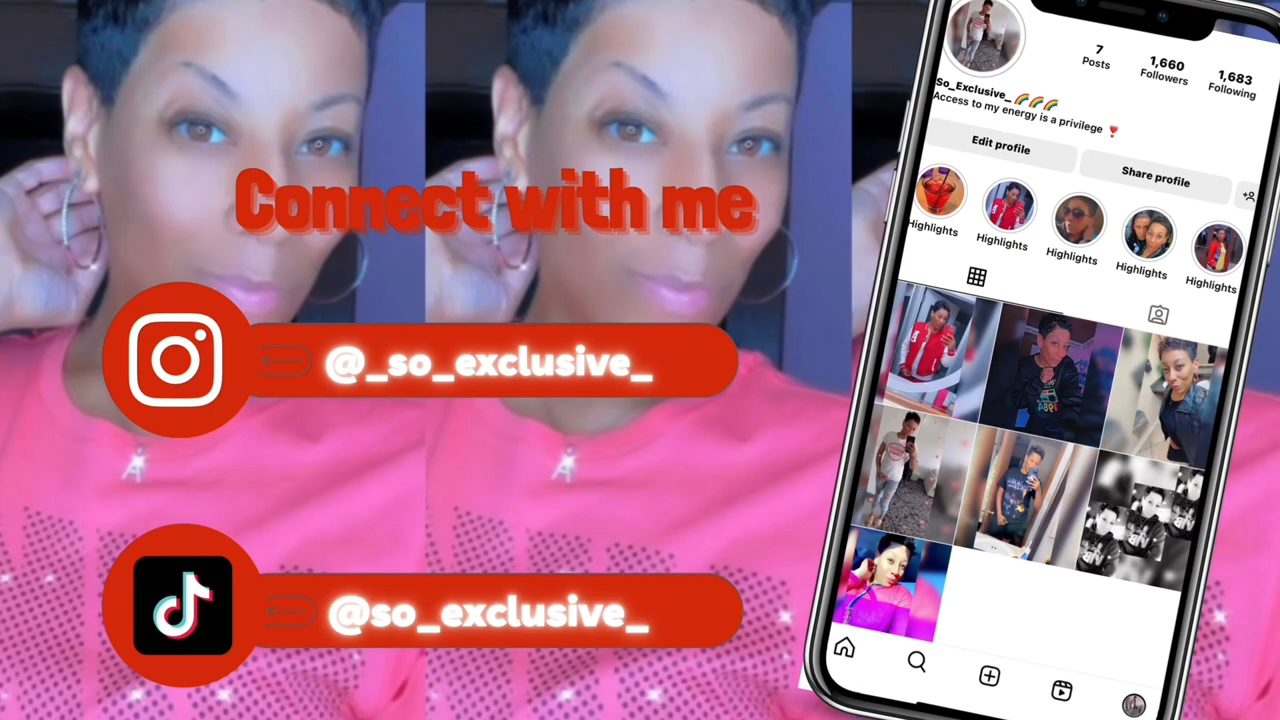 Connect with me
@_so_exclusive_
@so_exclusive_
7
Posts
1,660
Followers
1,683
Following
So_Exclusive_ 🌈🌈🌈
Access to my energy is a privilege ❣️
Edit profile
Share profile
Highlights
Highlights
Highlights
Highlights
Highlights
A
A
1984